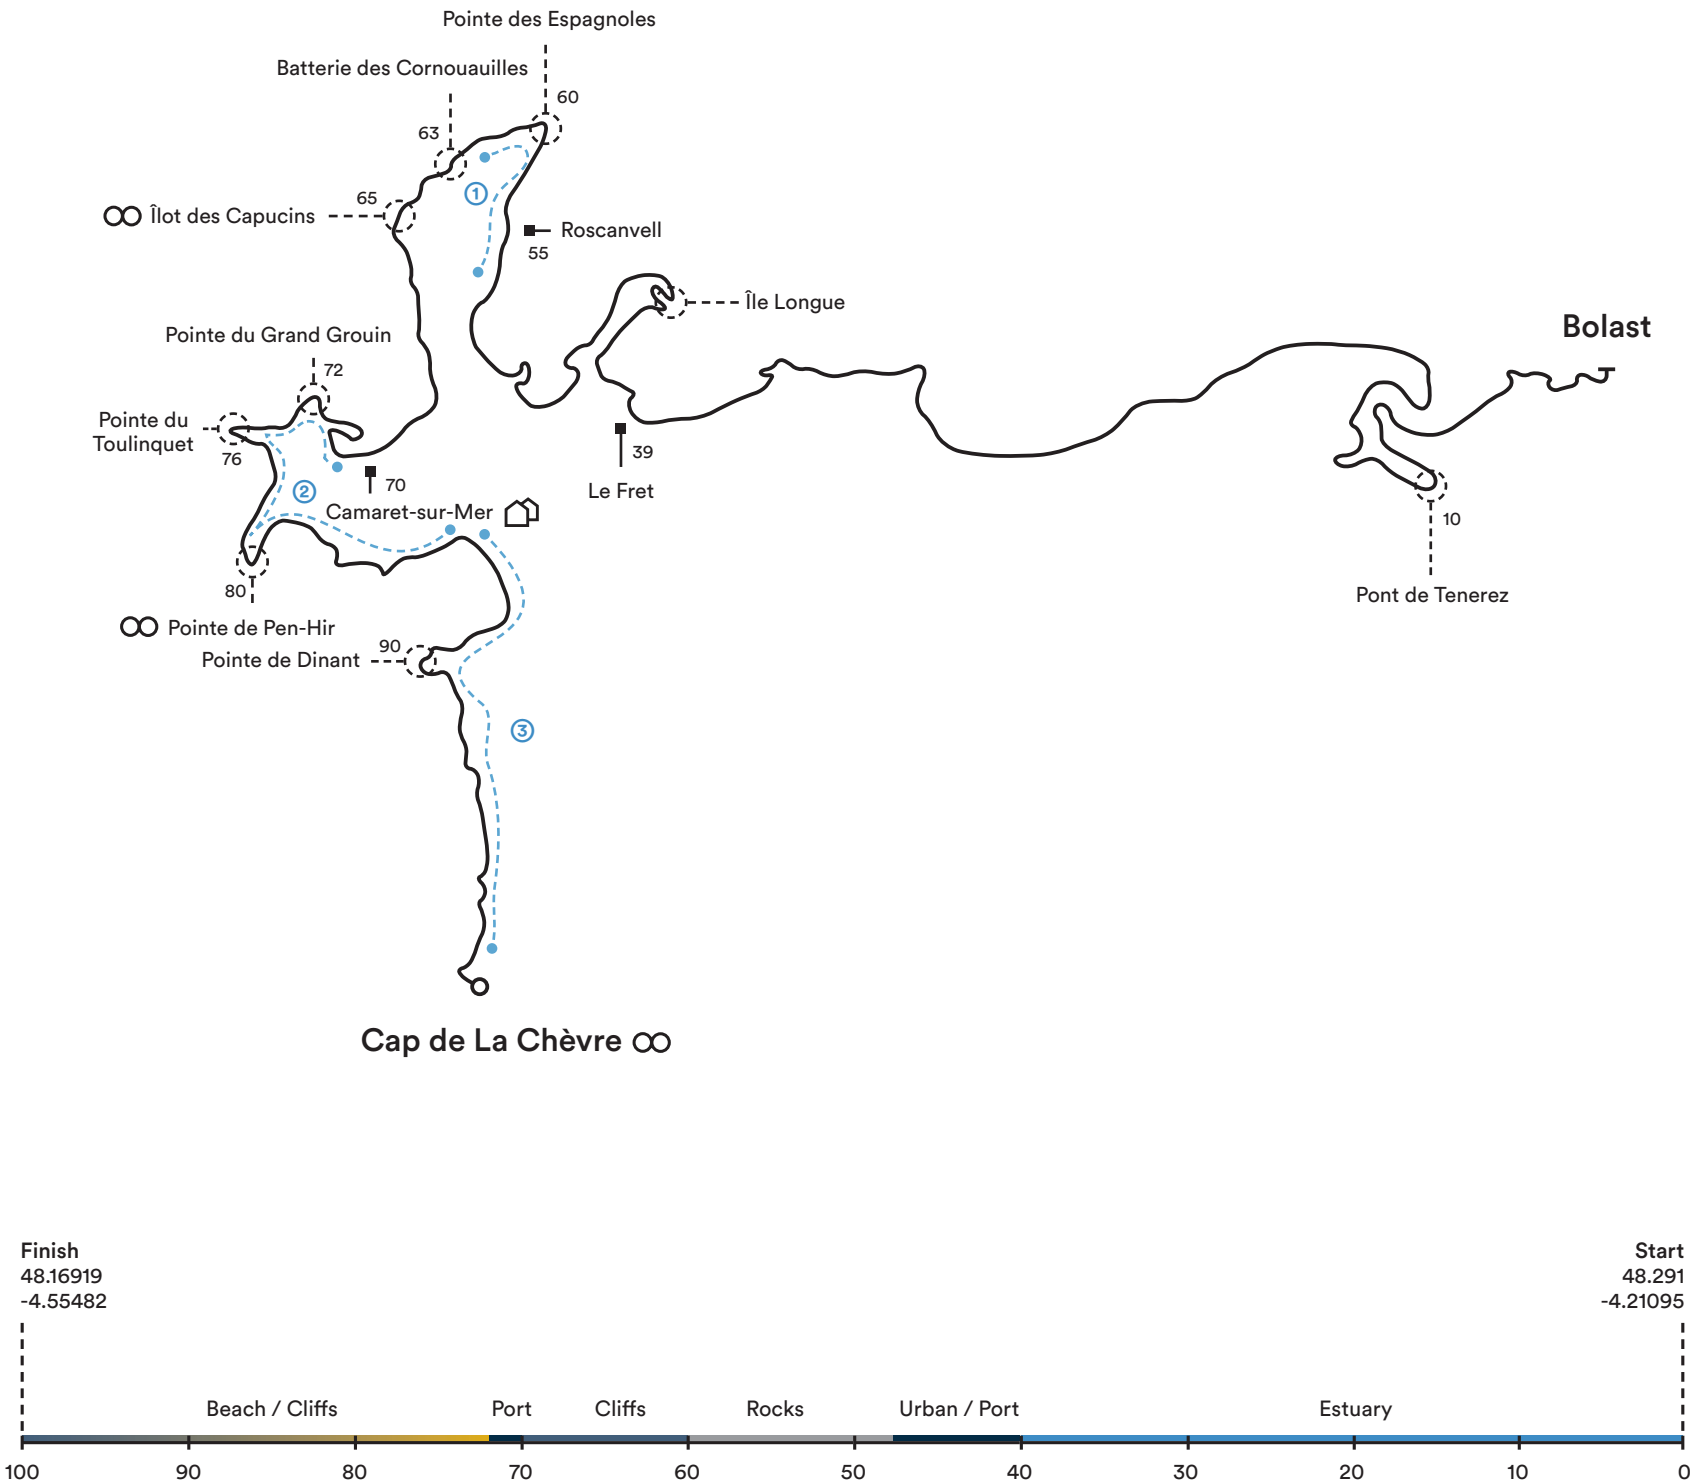 Pointe des Espagnoles
Batterie des Cornouauilles
60
63
65
Îlot des Capucins
1
Roscanvell
55
Île Longue
Bolast
Pointe du Grand Grouin
72
Pointe du
Toulinquet
76
39
Le Fret
70
2
Camaret-sur-Mer
10
Pont de Tenerez
80
Pointe de Pen-Hir
90
Pointe de Dinant
3
Cap de La Chèvre
Finish
48.16919
-4.55482
Start
48.291
-4.21095
Beach / Cliffs
Port
Cliffs
Rocks
Urban / Port
Estuary
100
90
80
70
60
50
40
30
20
10
0